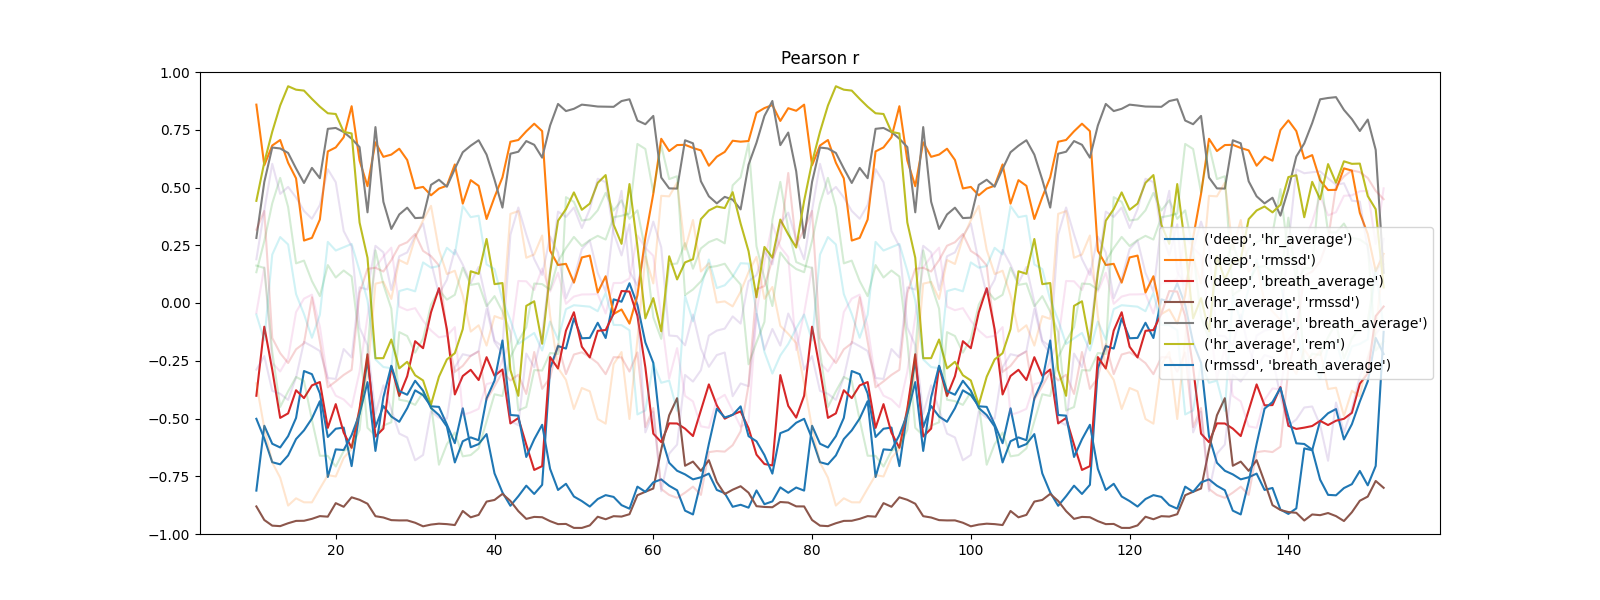 Pearson r
1.00
0.75
0.50
0.25
0.00
−0.25
−0.50
−0.75
−1.00
('deep', 'hr_average')
('deep', 'rmssd')
('deep', 'breath_average')
('hr_average', 'rmssd')
('hr_average', 'breath_average')
('hr_average', 'rem')
('rmssd', 'breath_average')
20 40 60 80 100 120 140